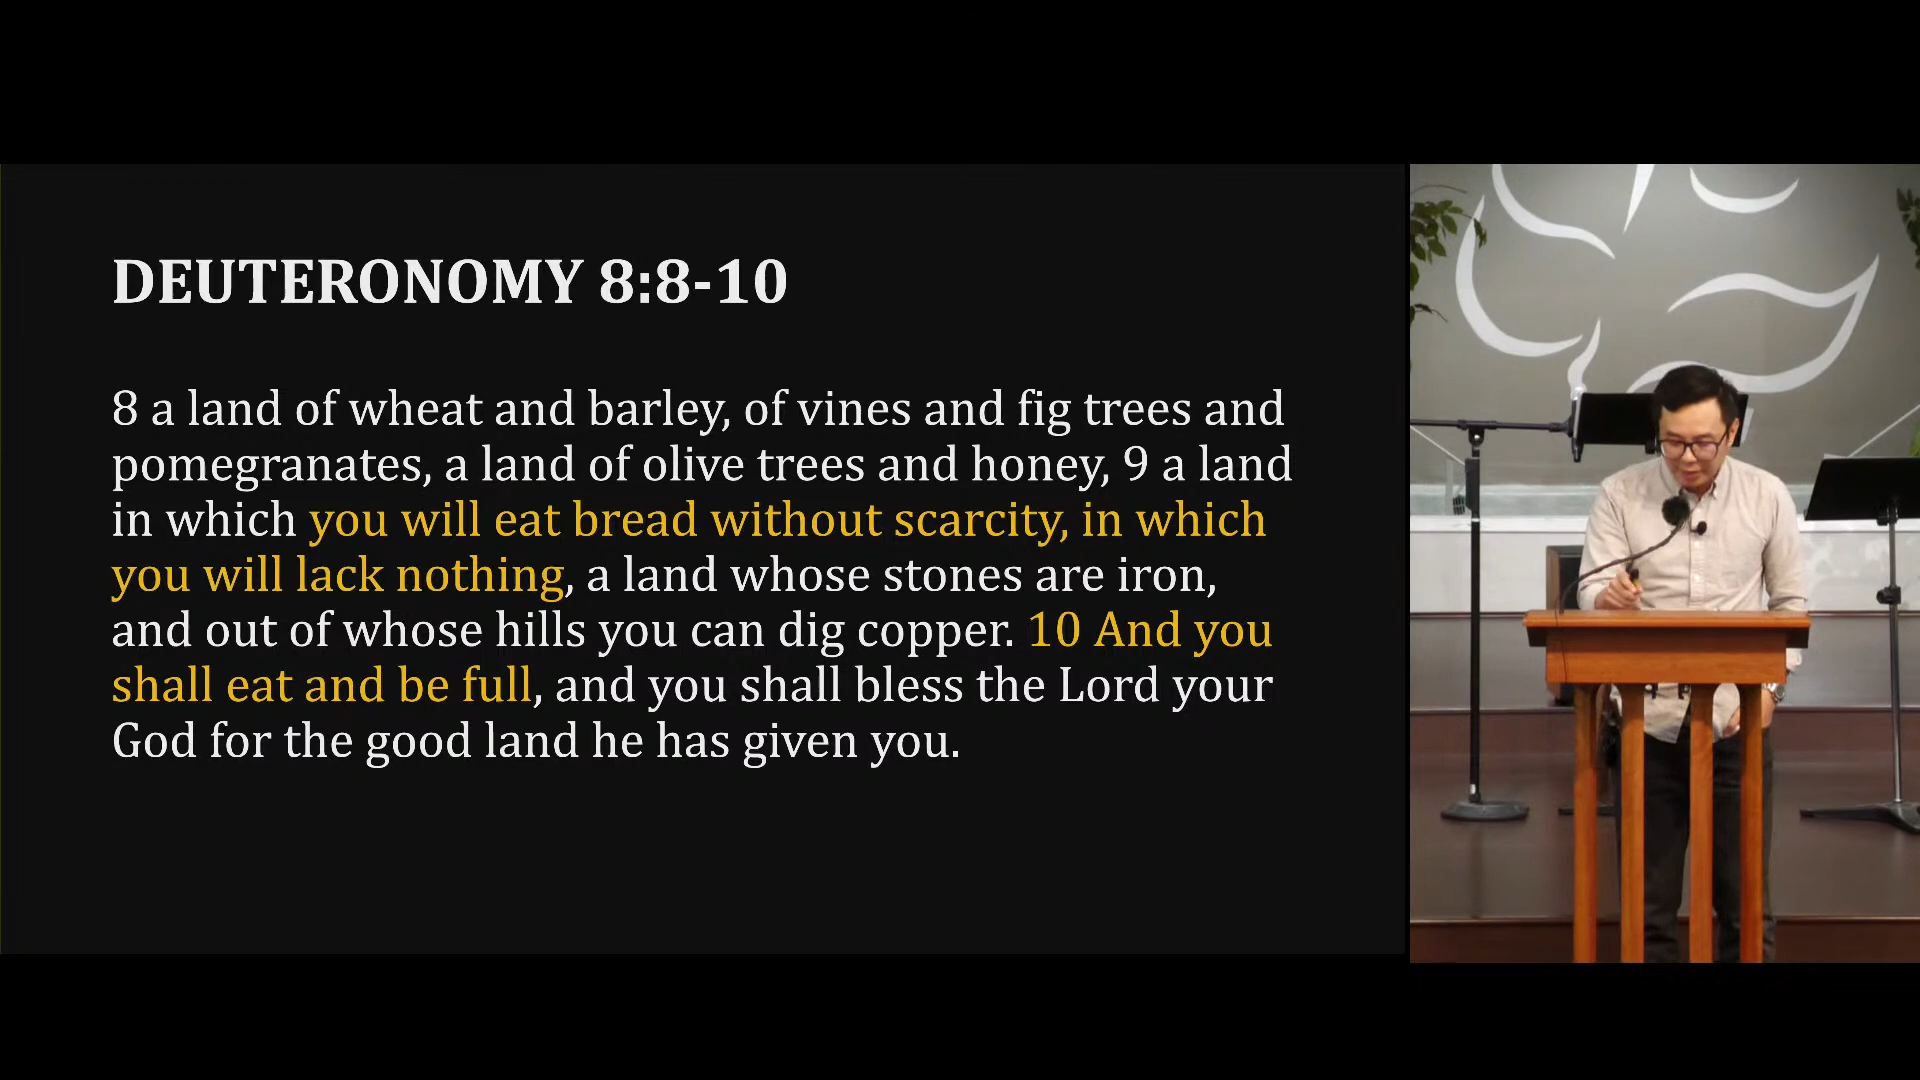 DEUTERONOMY 8:8-10
8 a land of wheat and barley, of vines and fig trees and
pomegranates, a land of olive trees and honey, 9 a land
in which you will eat bread without scarcity, in which
you will lack nothing, a land whose stones are iron,
and out of whose hills you can dig copper. 10 And you
shall eat and be full, and you shall bless the Lord your
God for the good land he has given you.